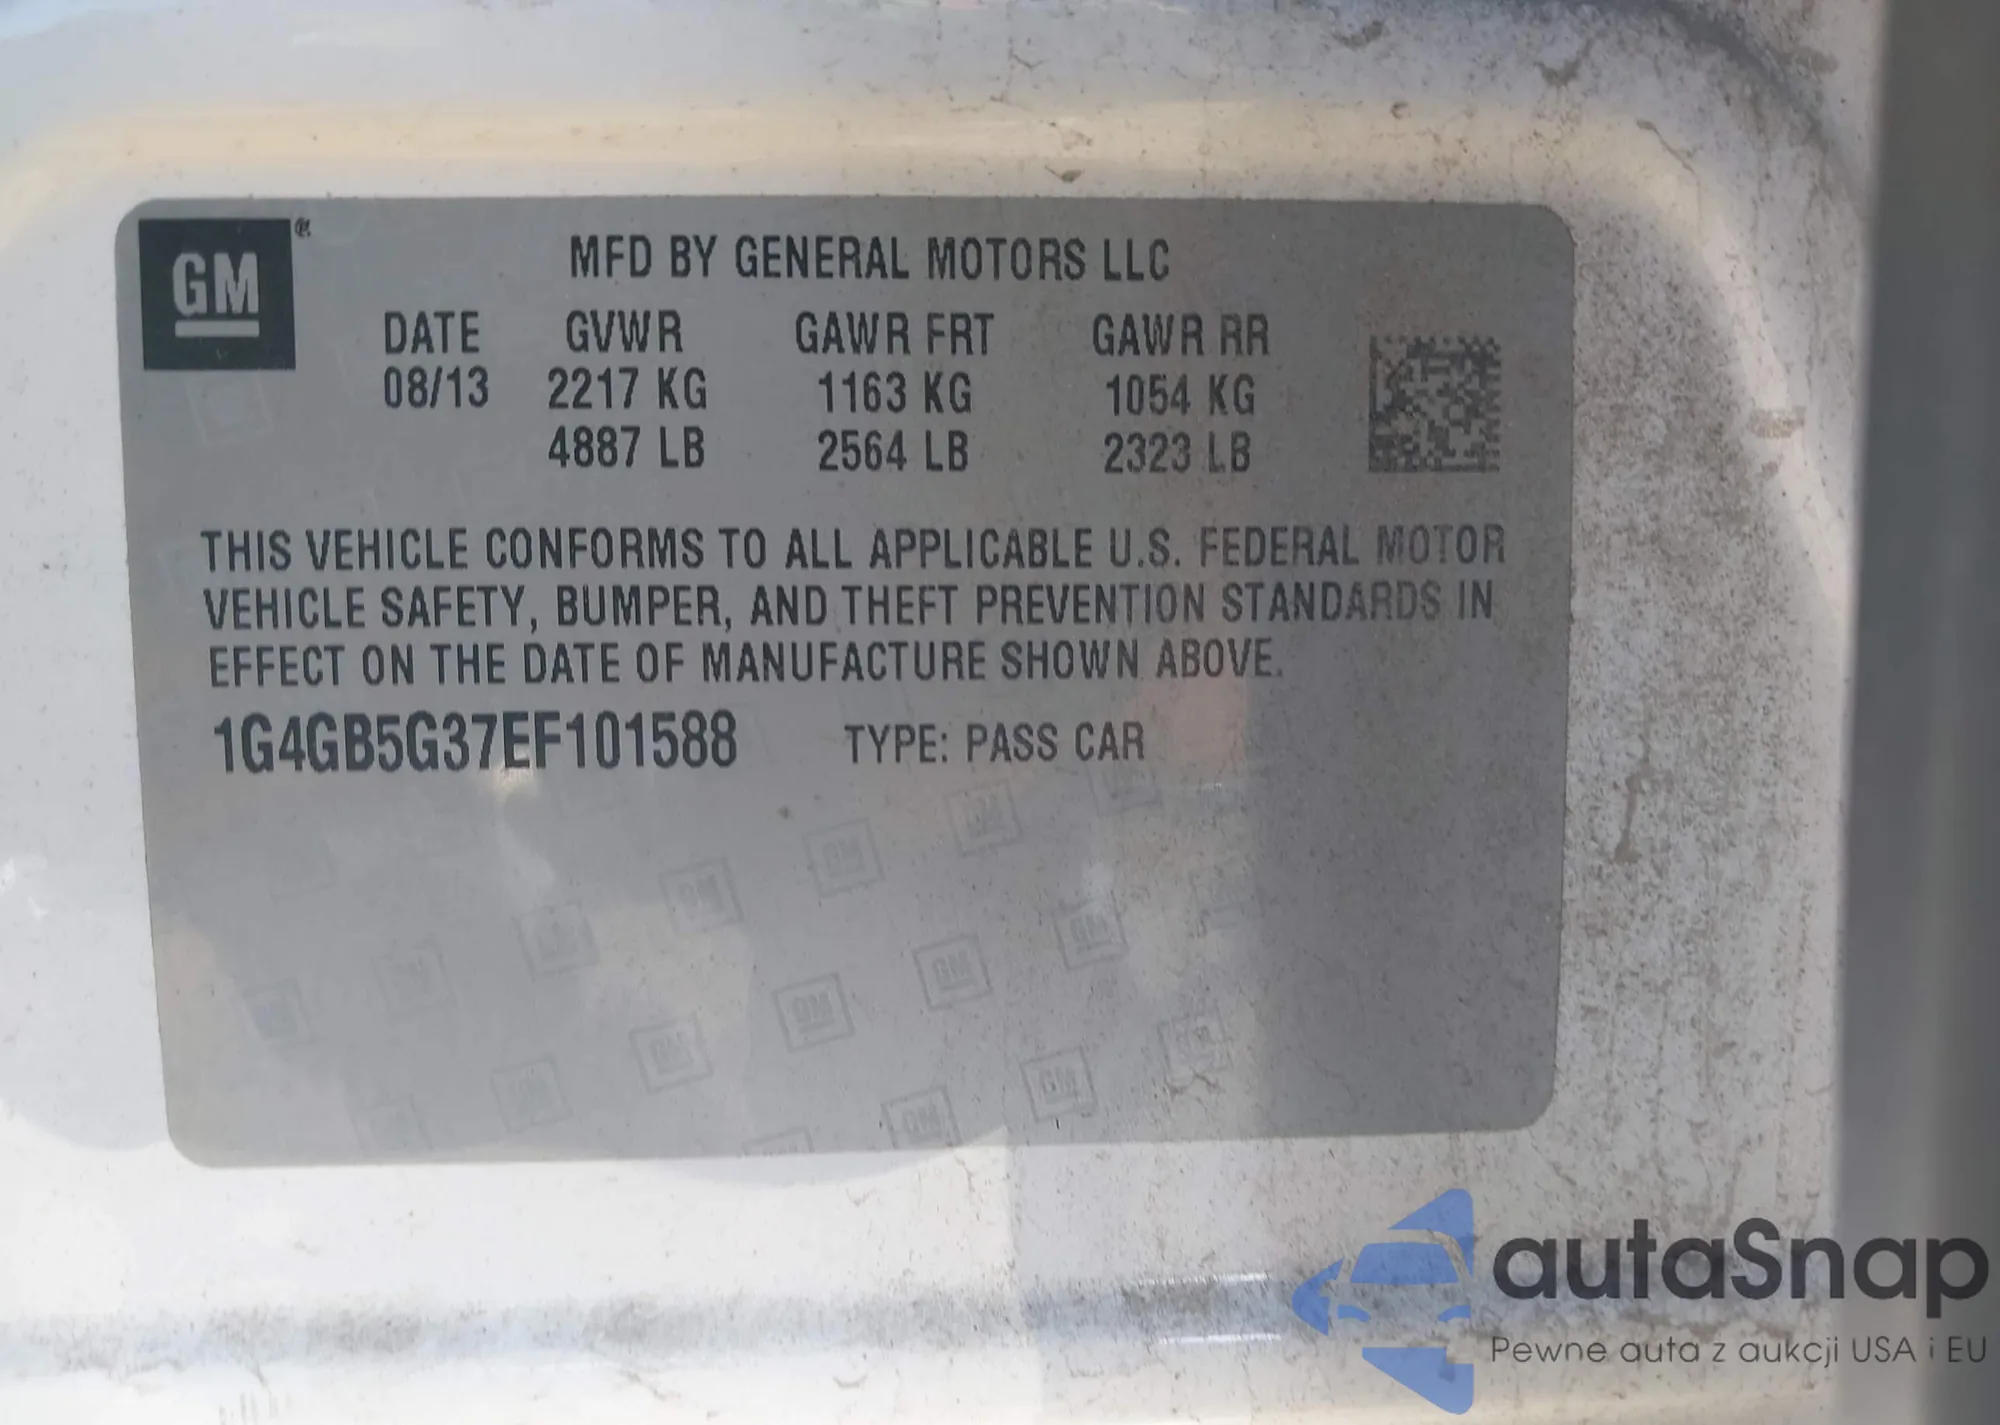 GM
MFD BY GENERAL MOTORS LLC
DATE GVWR GAWR FRT GAWR RR
08/13 2217 KG 1163 KG 1054 KG
4887 LB 2564 LB 2323 LB
THIS VEHICLE CONFORMS TO ALL APPLICABLE U.S. FEDERAL MOTOR
VEHICLE SAFETY, BUMPER, AND THEFT PREVENTION STANDARDS IN
EFFECT ON THE DATE OF MANUFACTURE SHOWN ABOVE.
1G4GB5G37EF101588 TYPE: PASS CAR
autaSnap
Pewne auta z aukcji USA i EU